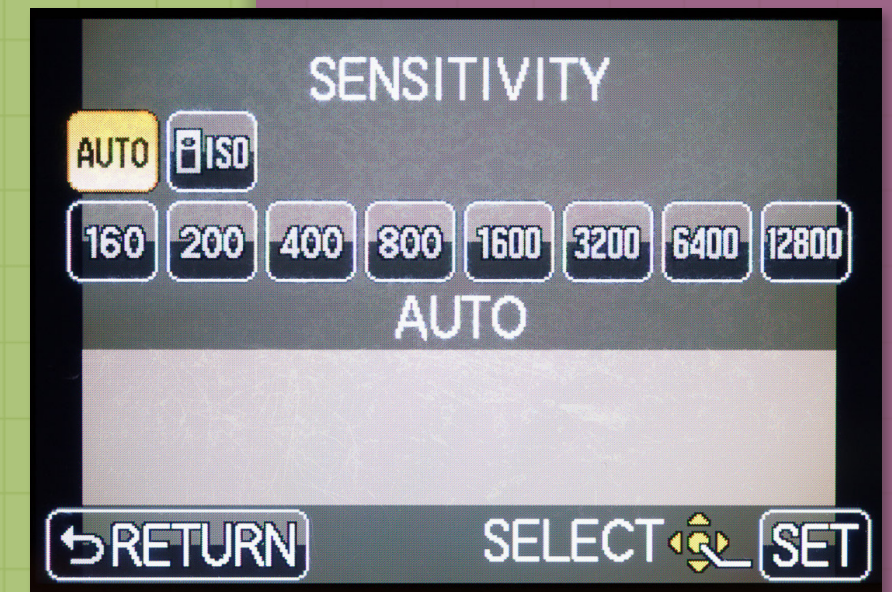 SENSITIVITY
AUTO ISO
160 200 400 800 1600 3200 6400 12800
AUTO
RETURN SELECT SET